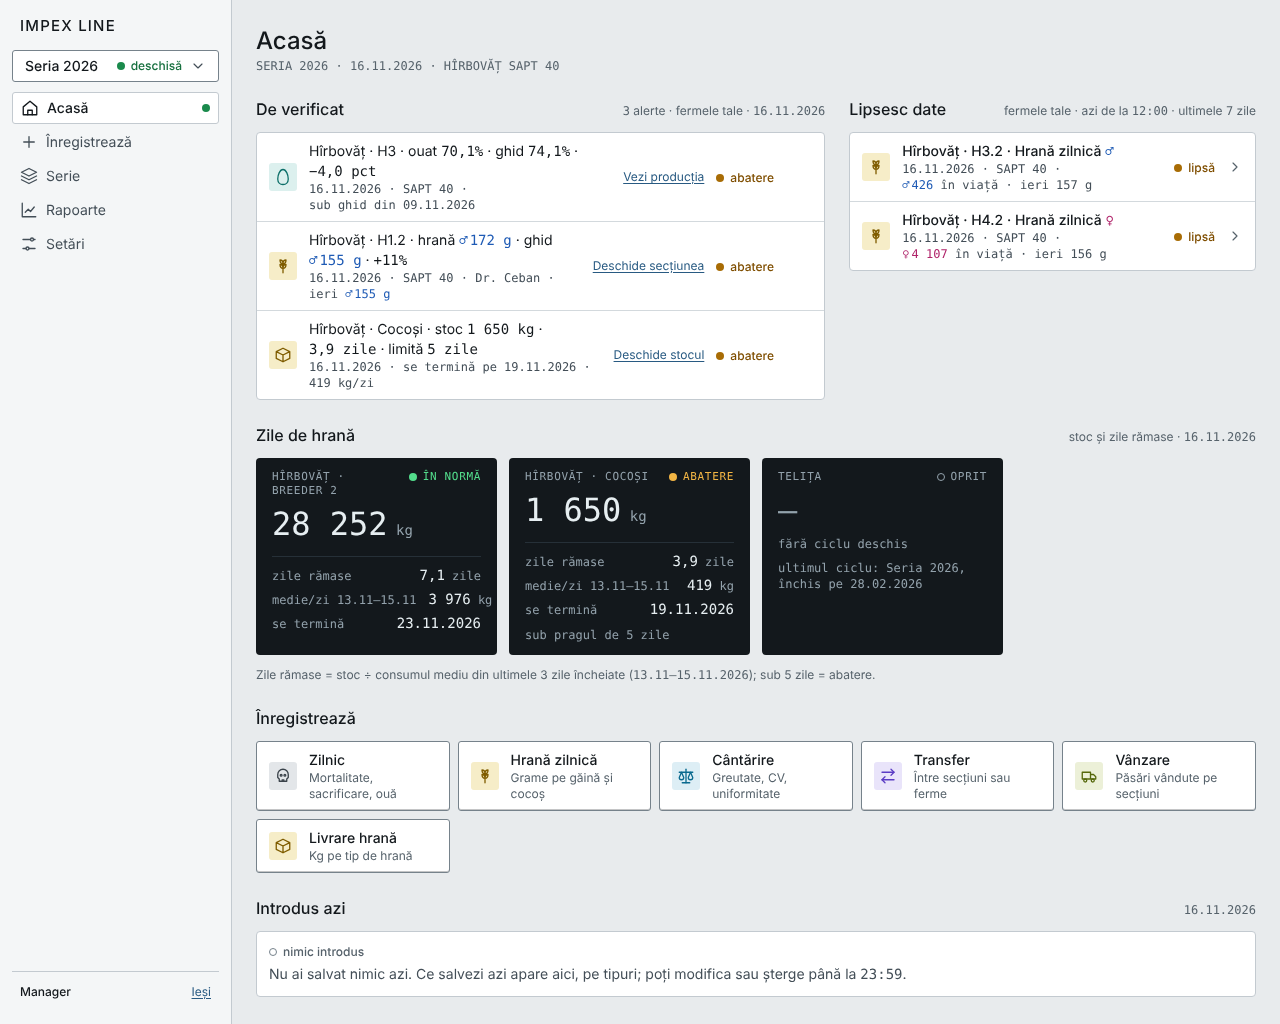 IMPEX LINE
Seria 2026 deschisă
Acasă
Înregistrează
Serie
Rapoarte
Setări
Manager Ieși
Acasă
SERIA 2026 · 16.11.2026 · HÎRBOVĂȚ SAPT 40
De verificat 3 alerte · fermele tale · 16.11.2026
Hîrbovăț · H3 · ouat 70,1% · ghid 74,1% ·
−4,0 pct
16.11.2026 · SAPT 40 ·
sub ghid din 09.11.2026
Vezi producția abatere
Hîrbovăț · H1.2 · hrană ♂172 g · ghid
♂155 g · +11%
16.11.2026 · SAPT 40 · Dr. Ceban ·
ieri ♂155 g
Deschide secțiunea abatere
Hîrbovăț · Cocoși · stoc 1 650 kg ·
3,9 zile · limită 5 zile
16.11.2026 · se termină pe 19.11.2026 ·
419 kg/zi
Deschide stocul abatere
Lipsesc date fermele tale · azi de la 12:00 · ultimele 7 zile
Hîrbovăț · H3.2 · Hrană zilnică ♂
16.11.2026 · SAPT 40 ·
♂426 în viață · ieri 157 g
lipsă
Hîrbovăț · H4.2 · Hrană zilnică ♀
16.11.2026 · SAPT 40 ·
♀4 107 în viață · ieri 156 g
lipsă
Zile de hrană stoc și zile rămase · 16.11.2026
HÎRBOVĂȚ ·
BREEDER 2
ÎN NORMĂ
28 252 kg
zile rămase 7,1 zile
medie/zi 13.11–15.11 3 976 kg
se termină 23.11.2026
HÎRBOVĂȚ · COCOȘI ABATERE
1 650 kg
zile rămase 3,9 zile
medie/zi 13.11–15.11 419 kg
se termină 19.11.2026
sub pragul de 5 zile
TELIȚA OPRIT
—
fără ciclu deschis
ultimul ciclu: Seria 2026,
închis pe 28.02.2026
Zile rămase = stoc ÷ consumul mediu din ultimele 3 zile încheiate (13.11–15.11.2026); sub 5 zile = abatere.
Înregistrează
Zilnic
Mortalitate,
sacrificare, ouă
Hrană zilnică
Grame pe găină și
cocoș
Cântărire
Greutate, CV,
uniformitate
Transfer
Între secțiuni sau
ferme
Vânzare
Păsări vândute pe
secțiuni
Livrare hrană
Kg pe tip de hrană
Introdus azi 16.11.2026
nimic introdus
Nu ai salvat nimic azi. Ce salvezi azi apare aici, pe tipuri; poți modifica sau șterge până la 23:59.